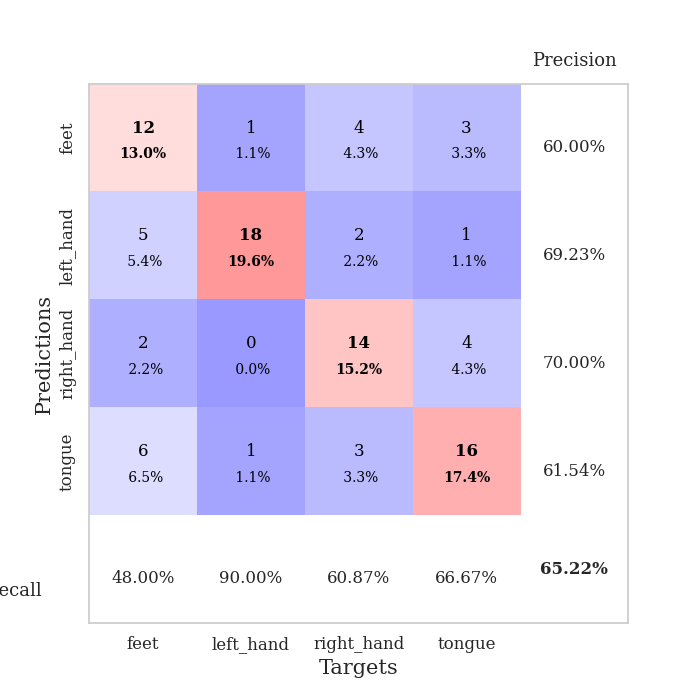 Precision
feet
12 1 4 3 60.00%
13.0% 1.1% 4.3% 3.3%
left_hand
5 18 2 1 69.23%
5.4% 19.6% 2.2% 1.1%
Predictions
right_hand
2 0 14 4 70.00%
2.2% 0.0% 15.2% 4.3%
tongue
6 1 3 16 61.54%
6.5% 1.1% 3.3% 17.4%
ecall 48.00% 90.00% 60.87% 66.67% 65.22%
feet left_hand right_hand tongue
Targets